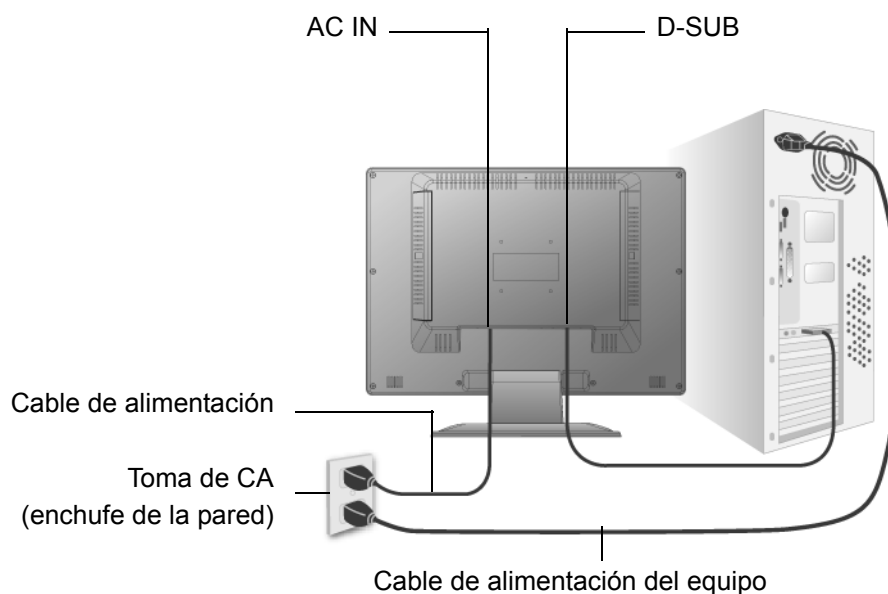 AC IN
D-SUB
Cable de alimentación
Toma de CA
(enchufe de la pared)
Cable de alimentación del equipo